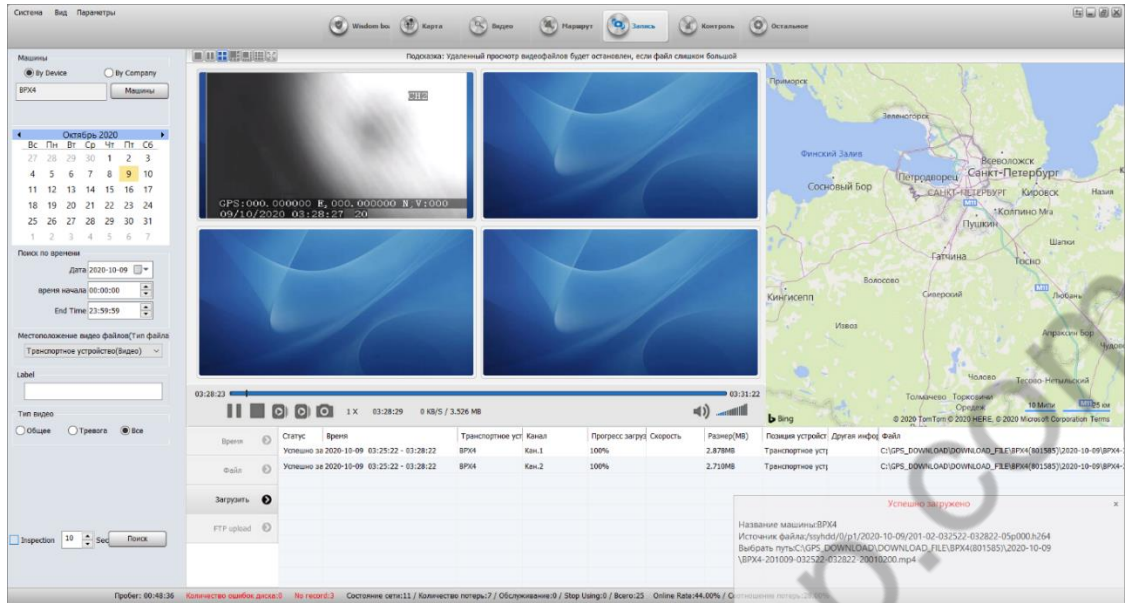 Система Вид Параметры
Карта
Видео
Маршрут
Запись
Контроль
Остальное
Машины
By Device
By Company
BPX4
Машины
Подсказка: Удаленный просмотр видеофайлов будет остановлен, если файл слишком большой
Октябрь 2020
Вс Пн Вт Ср Чт Пт Сб
27 28 29 30 1 2 3
4 5 6 7 8 9 10
11 12 13 14 15 16 17
18 19 20 21 22 23 24
25 26 27 28 29 30 31
1 2 3 4 5 6 7
Поиск по времени
Дата 2020-10-09
время начала 00:00:00
End Time 23:59:59
Местоположение видео файлов(Тип файла
Транспортное устройство(Видео)
Label
Тип видео
Общее
Тревога
Все
Inspection 10 Sec
Поиск
GPS:000.000000 E,000.000000 N;V:000
09/10/2020 03:28:27 20
03:28:23
03:31:22
1 X 03:28:29 0 KB/S / 3.526 MB
Приморск
Зеленогорск
Финский Залив
Всеволожск
Петродворец
Санкт-Петербург
Сосновый Бор
САНКТ-ПЕТЕРБУРГ
Кировск
Назия
M11
Колпино Мга
Пушкин
Шапки
Гатчина
Тосно
Волосово
Сиверский
M11
Любань
Кингисепп
Извоз
Апраксин Бор
Чудово
Чолово
Тесово-Нетыльский
Толмачево
Торковичи
Оредеж
10 Мили
25 км
Bing
© 2020 TomTom © 2020 HERE, © 2020 Microsoft Corporation Terms
Время
Файл
Загрузить
FTP upload
Статус Время Транспортное уст Канал Прогресс загруз Скорость Размер(MB) Позиция устройст Другая инфор Файл
Успешно за 2020-10-09 03:25:22 - 03:28:22 BPX4 Кан.1 100% 2.878MB Транспортное устр C:\GPS_DOWNLOAD\DOWNLOAD_FILE\BPX4(801585)\2020-10-09\BPX4-
Успешно за 2020-10-09 03:25:22 - 03:28:22 BPX4 Кан.2 100% 2.710MB Транспортное устр C:\GPS_DOWNLOAD\DOWNLOAD_FILE\BPX4(801585)\2020-10-09\BPX4-
Успешно загружено
Название машины:BPX4
Источник файла:/ssyhdd/0/p1/2020-10-09/201-02-032522-032822-05p000.h264
Выбрать путь:C:\GPS_DOWNLOAD\DOWNLOAD_FILE\BPX4(801585)\2020-10-09
\BPX4-201009-032522-032822-20010200.mp4
Пробег: 00:48:36 Количество ошибок диска:0 No record:3 Состояние сети:11 / Количество потерь:7 / Обслуживание:0 / Stop Using:0 / Всего:25 Online Rate:44.00% /